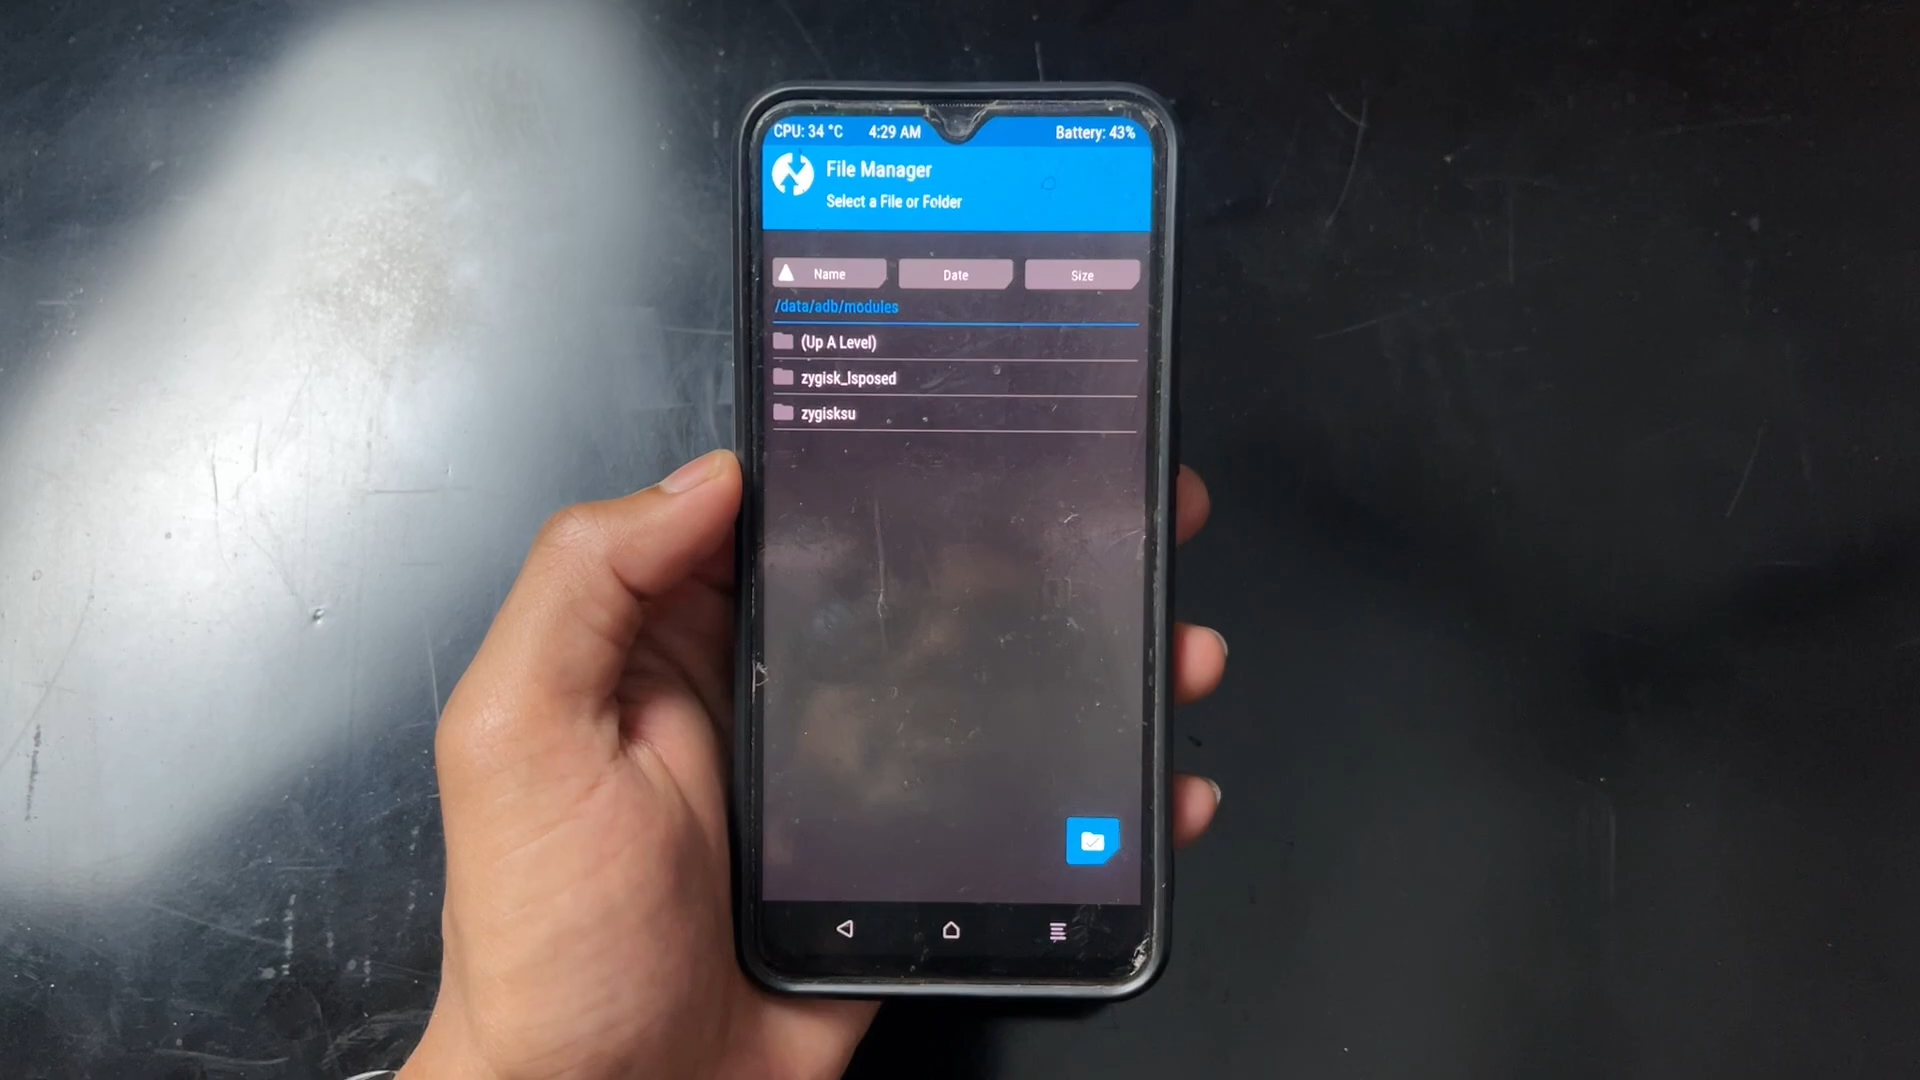 CPU: 34 °C 4:29 AM Battery: 43%
File Manager
Select a File or Folder
Name Date Size
/data/adb/modules
(Up A Level)
zygisk_lsposed
zygisksu